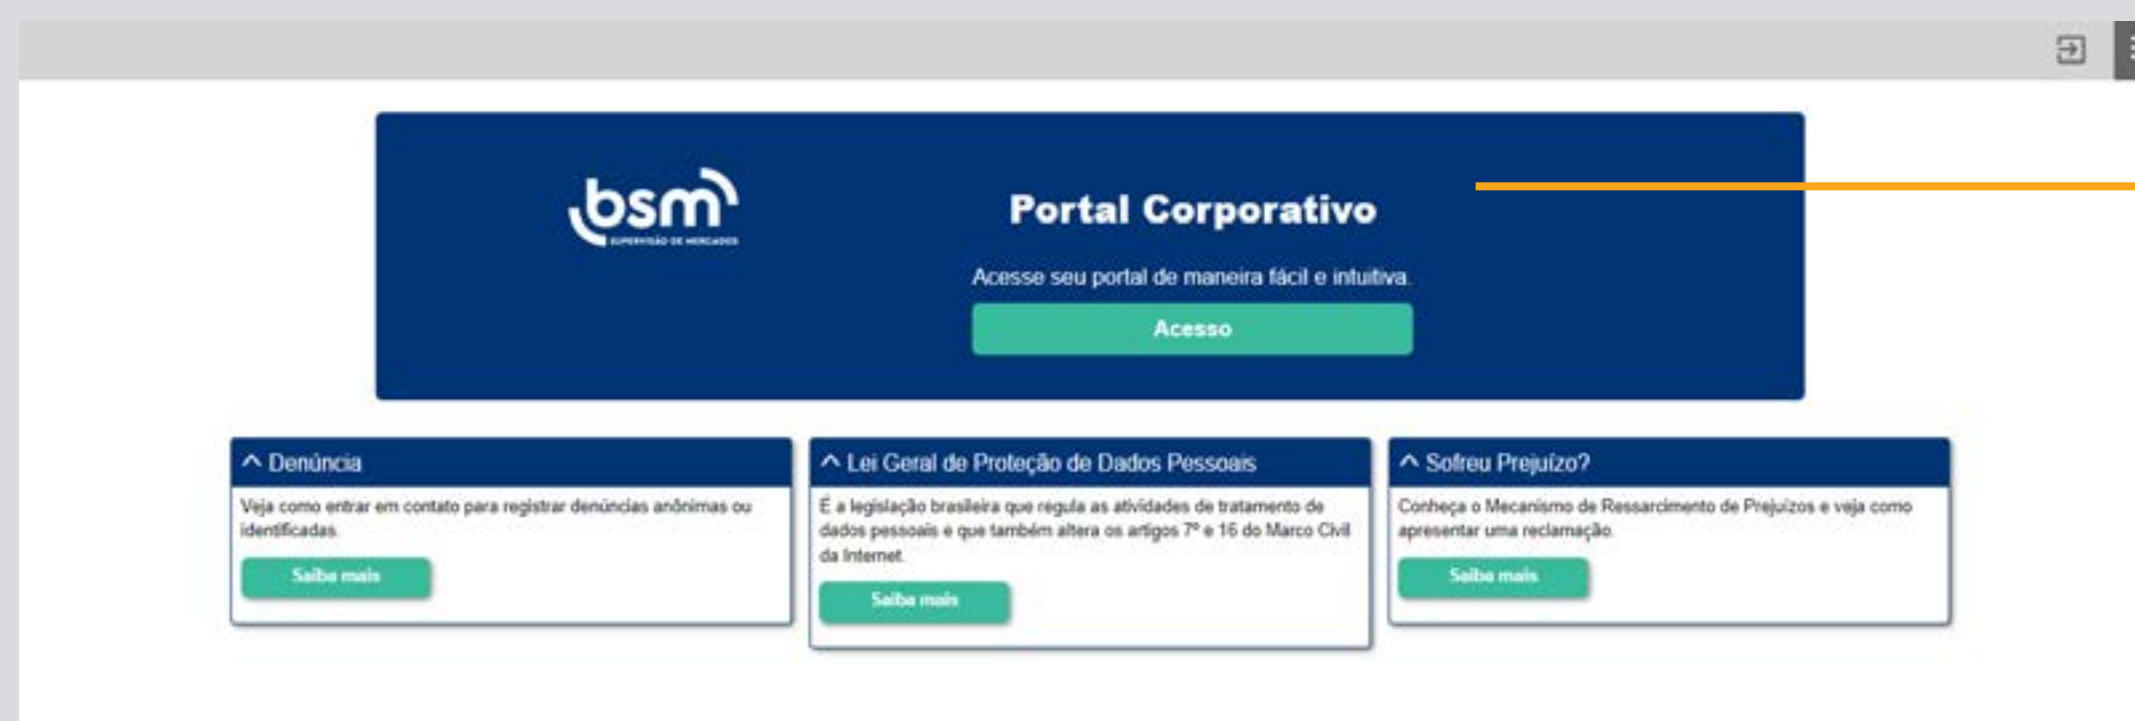 bsm
SUPERVISÃO DE MERCADOS
Portal Corporativo
Acesse seu portal de maneira fácil e intuitiva.
Acesso
Denúncia
Veja como entrar em contato para registrar denúncias anônimas ou
identificadas.
Saiba mais
Lei Geral de Proteção de Dados Pessoais
É a legislação brasileira que regula as atividades de tratamento de
dados pessoais e que também altera os artigos 7º e 16 do Marco Civil
da Internet.
Saiba mais
Sofreu Prejuízo?
Conheça o Mecanismo de Ressarcimento de Prejuízos e veja como
apresentar uma reclamação.
Saiba mais